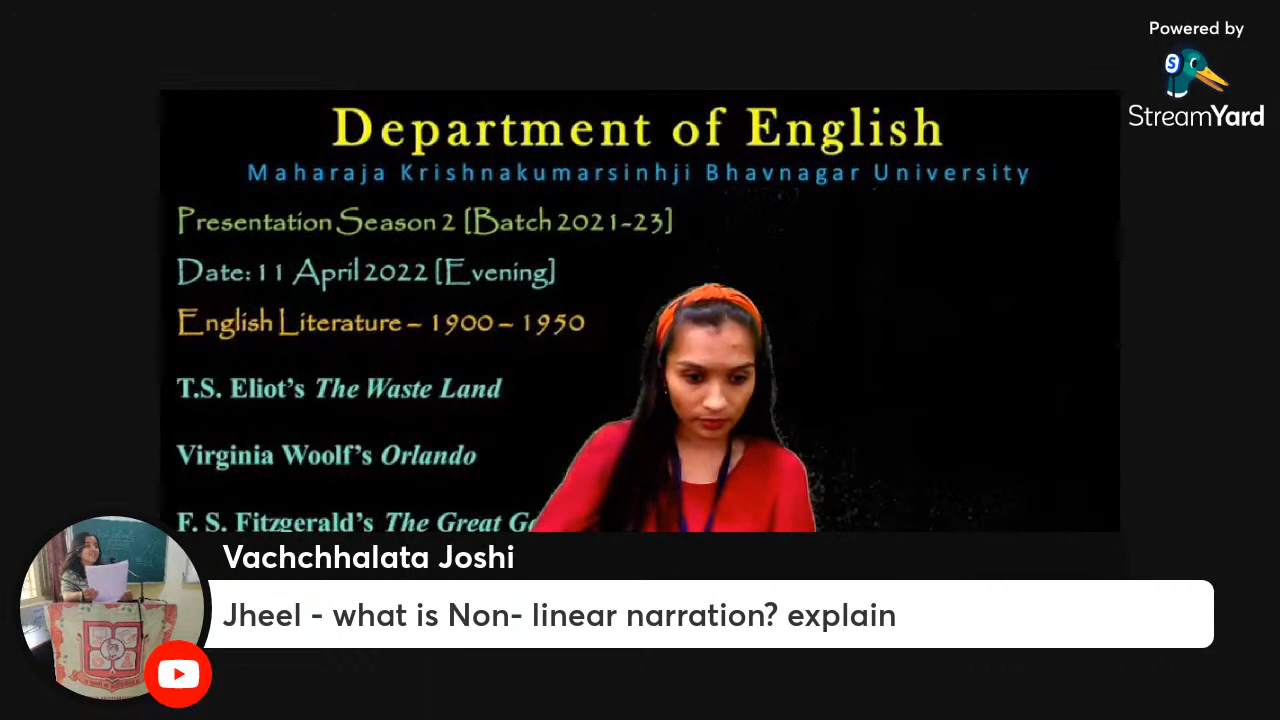 Powered by
StreamYard
Department of English
Maharaja Krishnakumarsinhji Bhavnagar University
Presentation Season 2 [Batch 2021-23]
Date: 11 April 2022 [Evening]
English Literature – 1900 – 1950
T.S. Eliot's The Waste Land
Virginia Woolf's Orlando
F. S. Fitzgerald's The Great
Vachchhalata Joshi
Jheel - what is Non- linear narration? explain